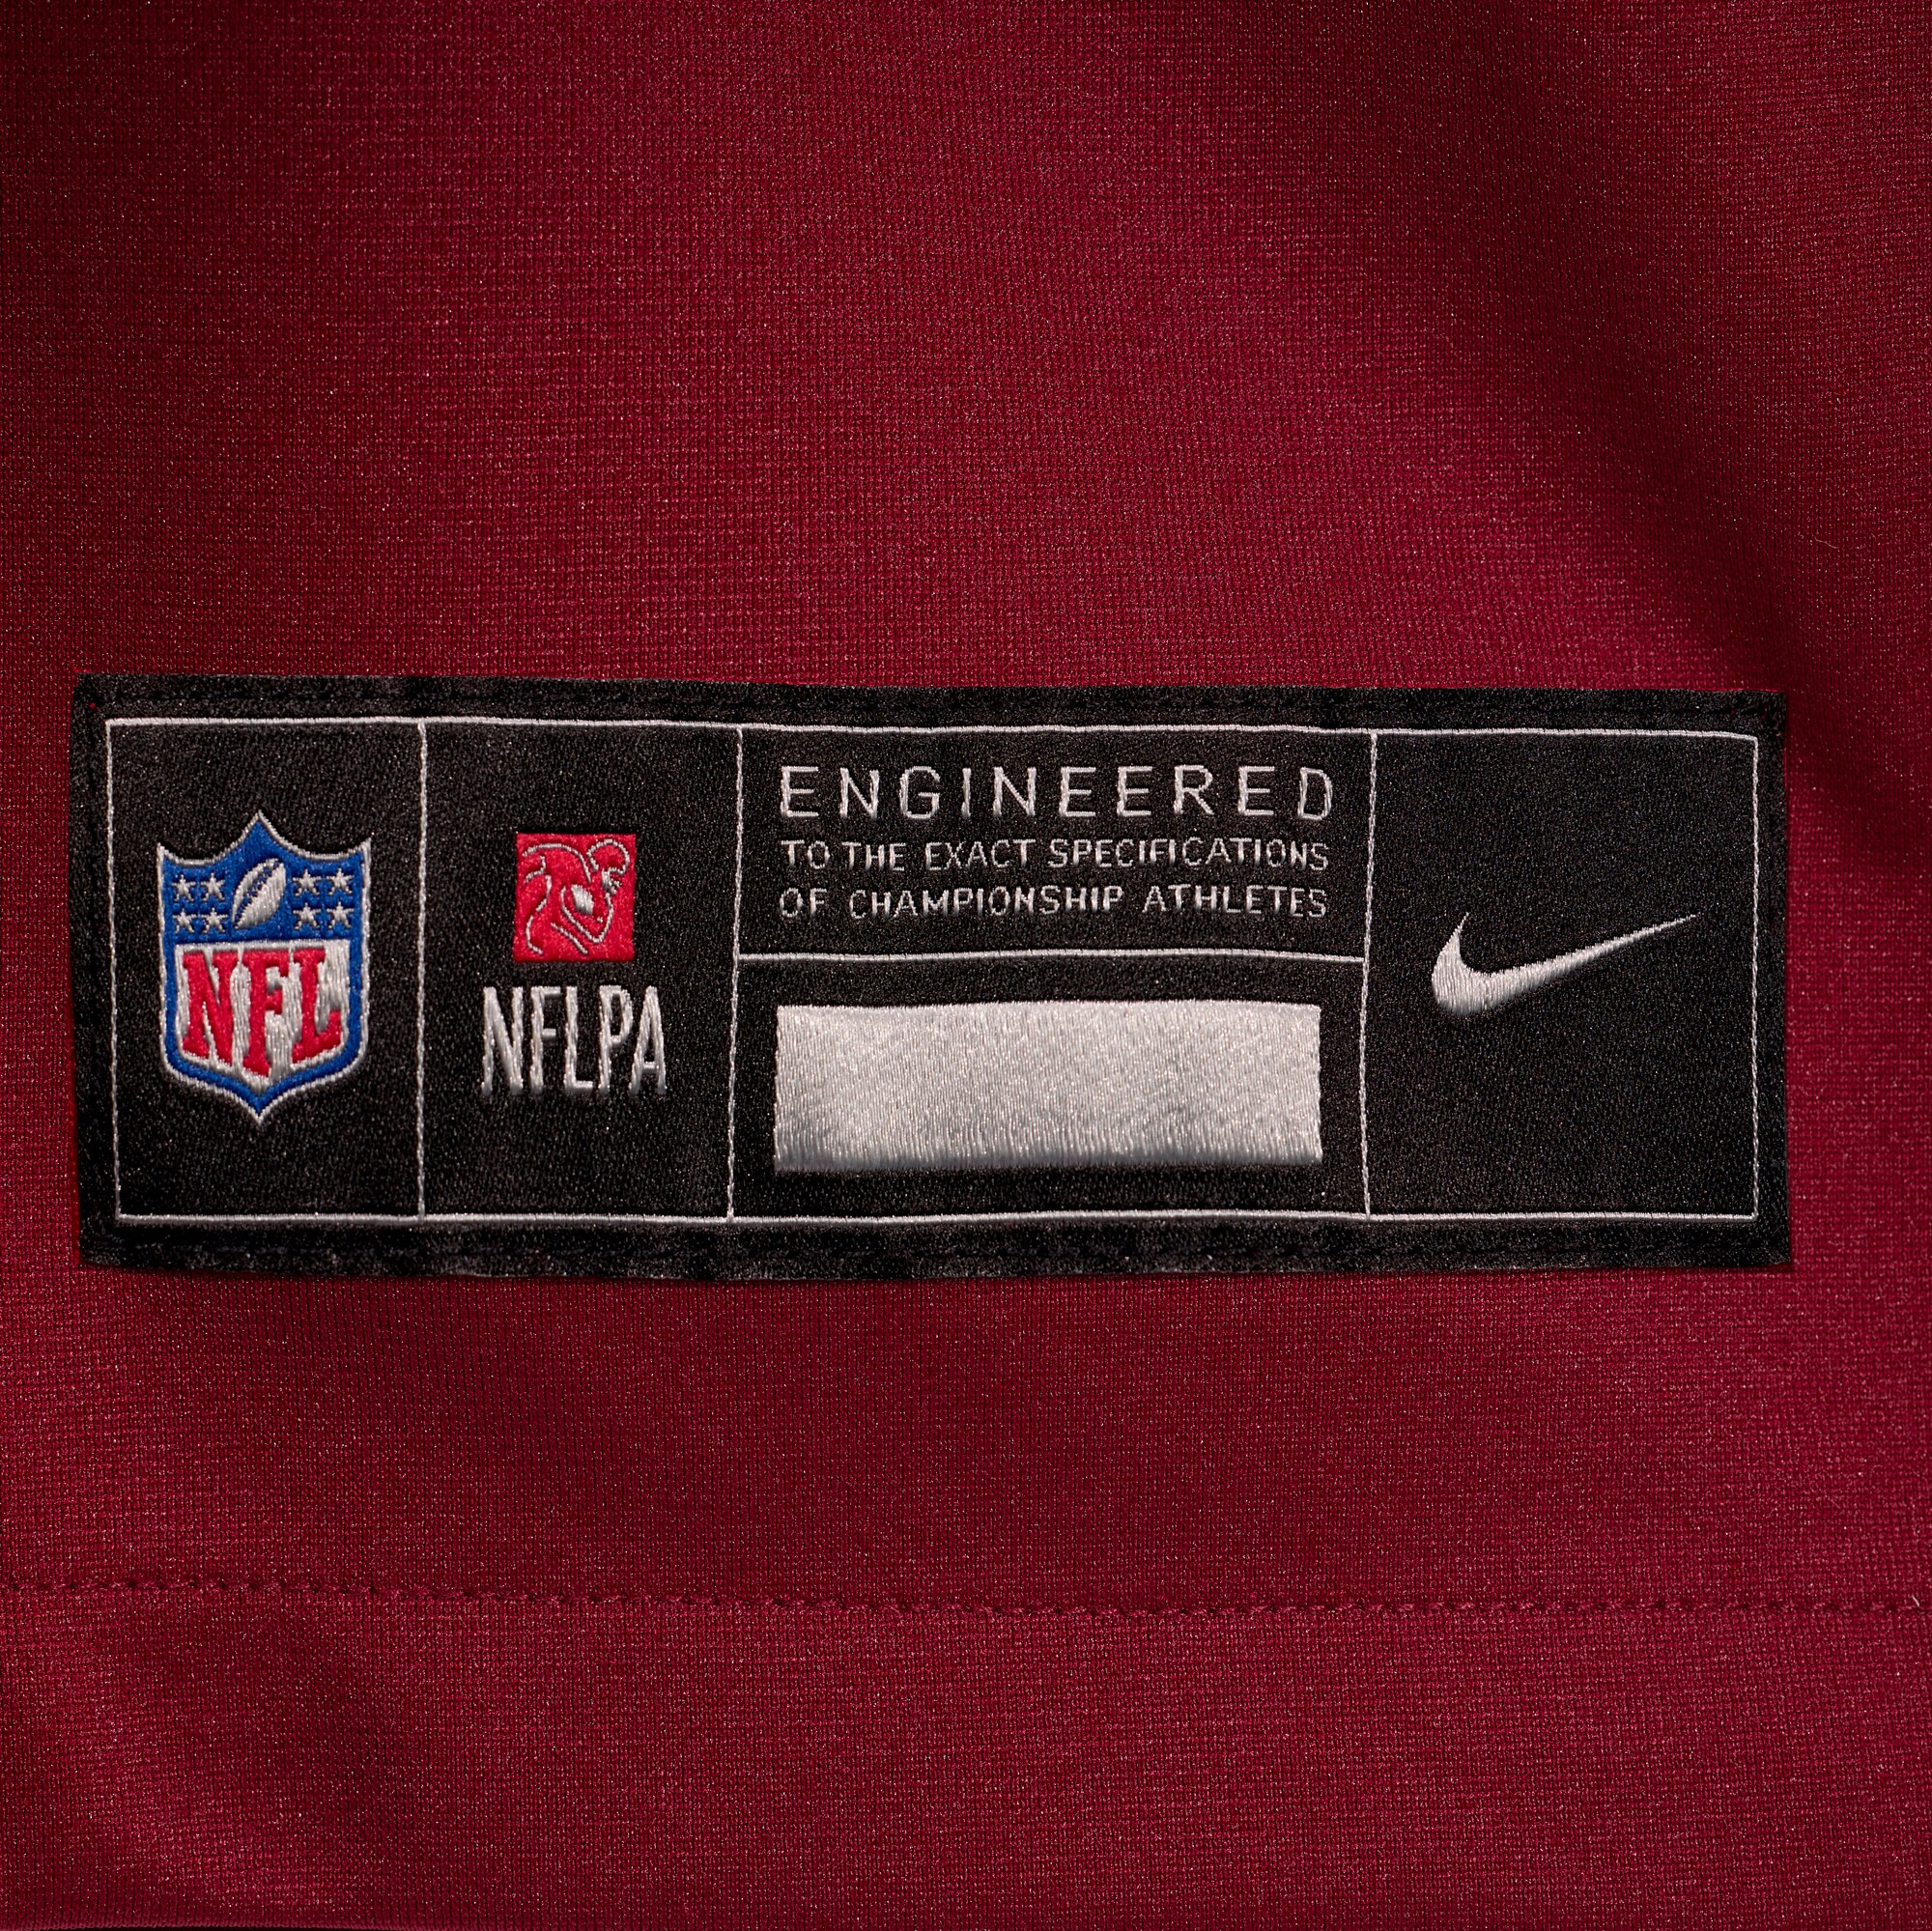 NFL
NFLPA
ENGINEERED
TO THE EXACT SPECIFICATIONS
OF CHAMPIONSHIP ATHLETES